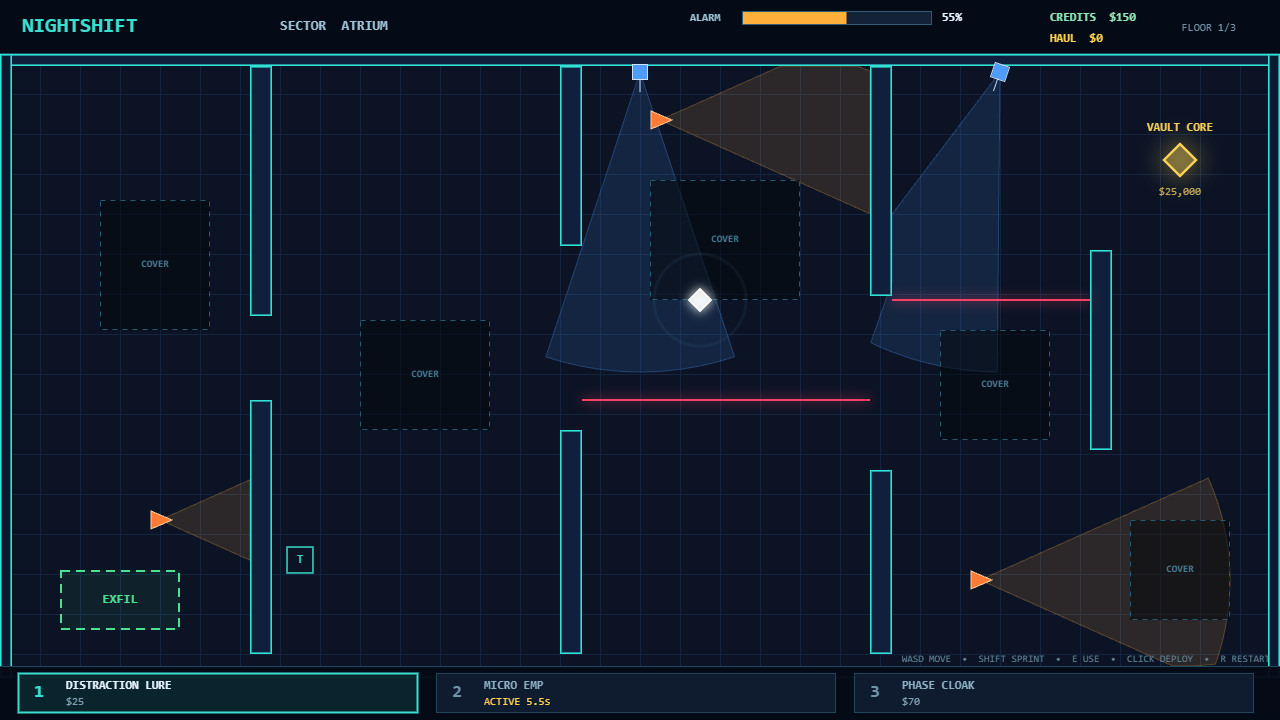 NIGHTSHIFT
SECTOR ATRIUM
ALARM 55%
CREDITS $150
HAUL $0
FLOOR 1/3
VAULT CORE
$25,000
COVER
COVER
COVER
COVER
COVER
T
EXFIL
WASD MOVE • SHIFT SPRINT • E USE • CLICK DEPLOY • R RESTART
1 DISTRACTION LURE
$25
2 MICRO EMP
ACTIVE 5.5s
3 PHASE CLOAK
$70